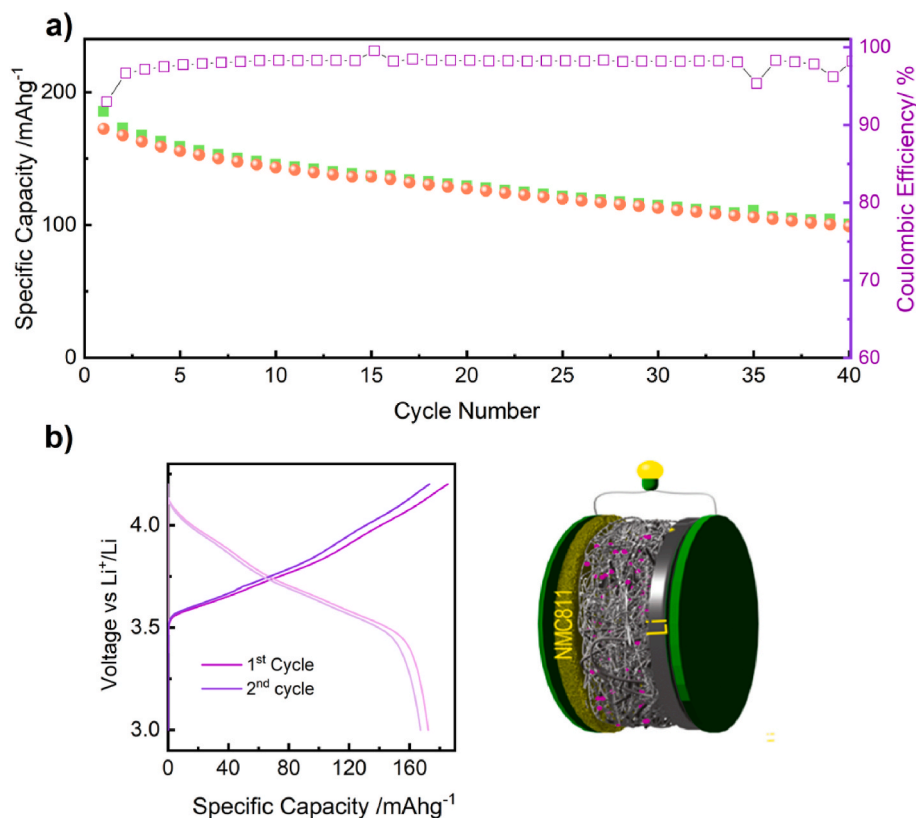 a)
Specific Capacity /mAhg⁻¹
200
100
0
0
5
10
15
20
25
30
35
40
Cycle Number
100
90
80
70
60
Coulombic Efficiency/ %
b)
Voltage vs Li⁺/Li
4.0
3.5
3.0
1ˢᵗ Cycle
2ⁿᵈ cycle
0
40
80
120
160
Specific Capacity /mAhg⁻¹
NMC811
Li